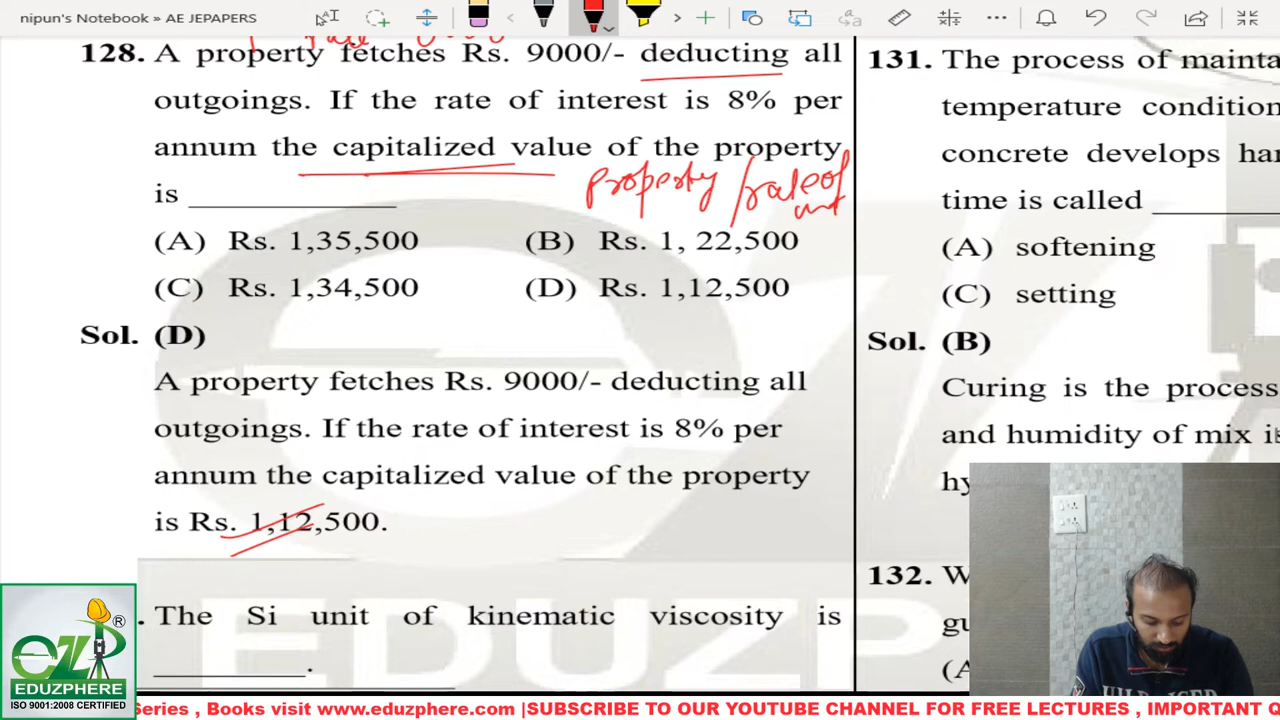 nipun's Notebook » AE JEPAPERS
128. A property fetches Rs. 9000/- deducting all
outgoings. If the rate of interest is 8% per
annum the capitalized value of the property
is
property / rate of
int
(A) Rs. 1,35,500 (B) Rs. 1, 22,500
(C) Rs. 1,34,500 (D) Rs. 1,12,500
Sol. (D)
A property fetches Rs. 9000/- deducting all
outgoings. If the rate of interest is 8% per
annum the capitalized value of the property
is Rs. 1,12,500.
. The Si unit of kinematic viscosity is
.
131. The process of mainta
temperature condition
concrete develops har
time is called
(A) softening
(C) setting
Sol. (B)
Curing is the process
and humidity of mix is
hy
132. W
gu
(A
EZP
®
EDUZPHERE
ISO 9001:2008 CERTIFIED
Series , Books visit www.eduzphere.com |SUBSCRIBE TO OUR YOUTUBE CHANNEL FOR FREE LECTURES , IMPORTANT Q